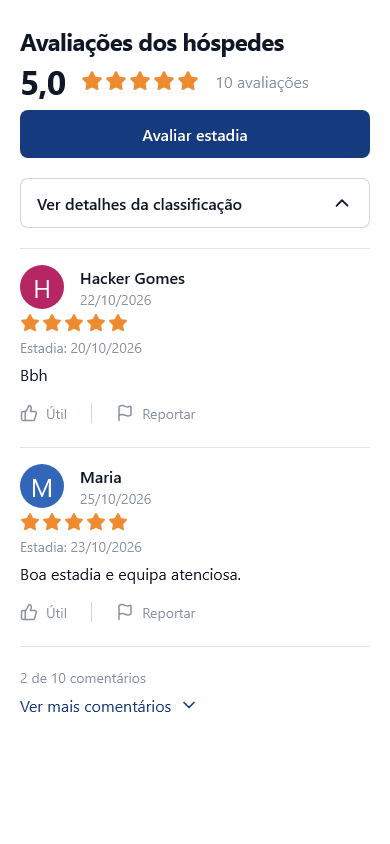 Avaliações dos hóspedes
5,0 10 avaliações
Avaliar estadia
Ver detalhes da classificação
H Hacker Gomes
22/10/2026
Estadia: 20/10/2026
Bbh
Útil Reportar
M Maria
25/10/2026
Estadia: 23/10/2026
Boa estadia e equipa atenciosa.
Útil Reportar
2 de 10 comentários
Ver mais comentários